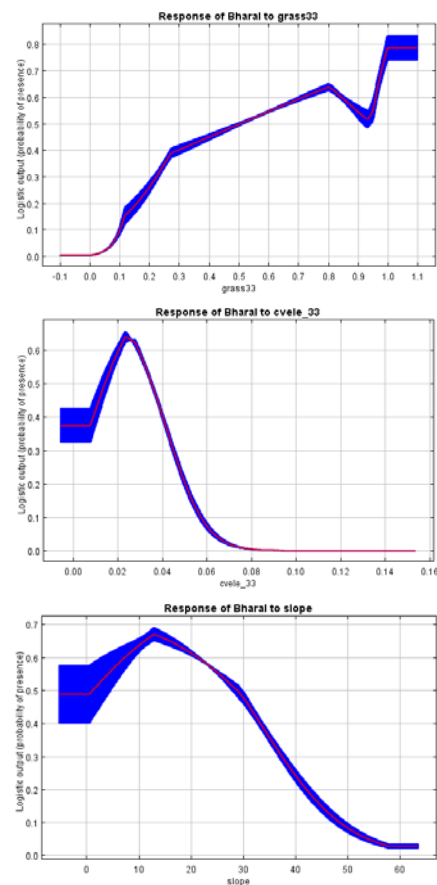 Response of Bharal to grass33
Logistic output (probability of presence)
0.8
0.7
0.6
0.5
0.4
0.3
0.2
0.1
0.0
-0.1 0.0 0.1 0.2 0.3 0.4 0.5 0.6 0.7 0.8 0.9 1.0 1.1
grass33
Response of Bharal to cvele_33
Logistic output (probability of presence)
0.6
0.5
0.4
0.3
0.2
0.1
0.0
0.00 0.02 0.04 0.06 0.08 0.10 0.12 0.14 0.16
cvele_33
Response of Bharal to slope
Logistic output (probability of presence)
0.7
0.6
0.5
0.4
0.3
0.2
0.1
0.0
0 10 20 30 40 50 60
slope